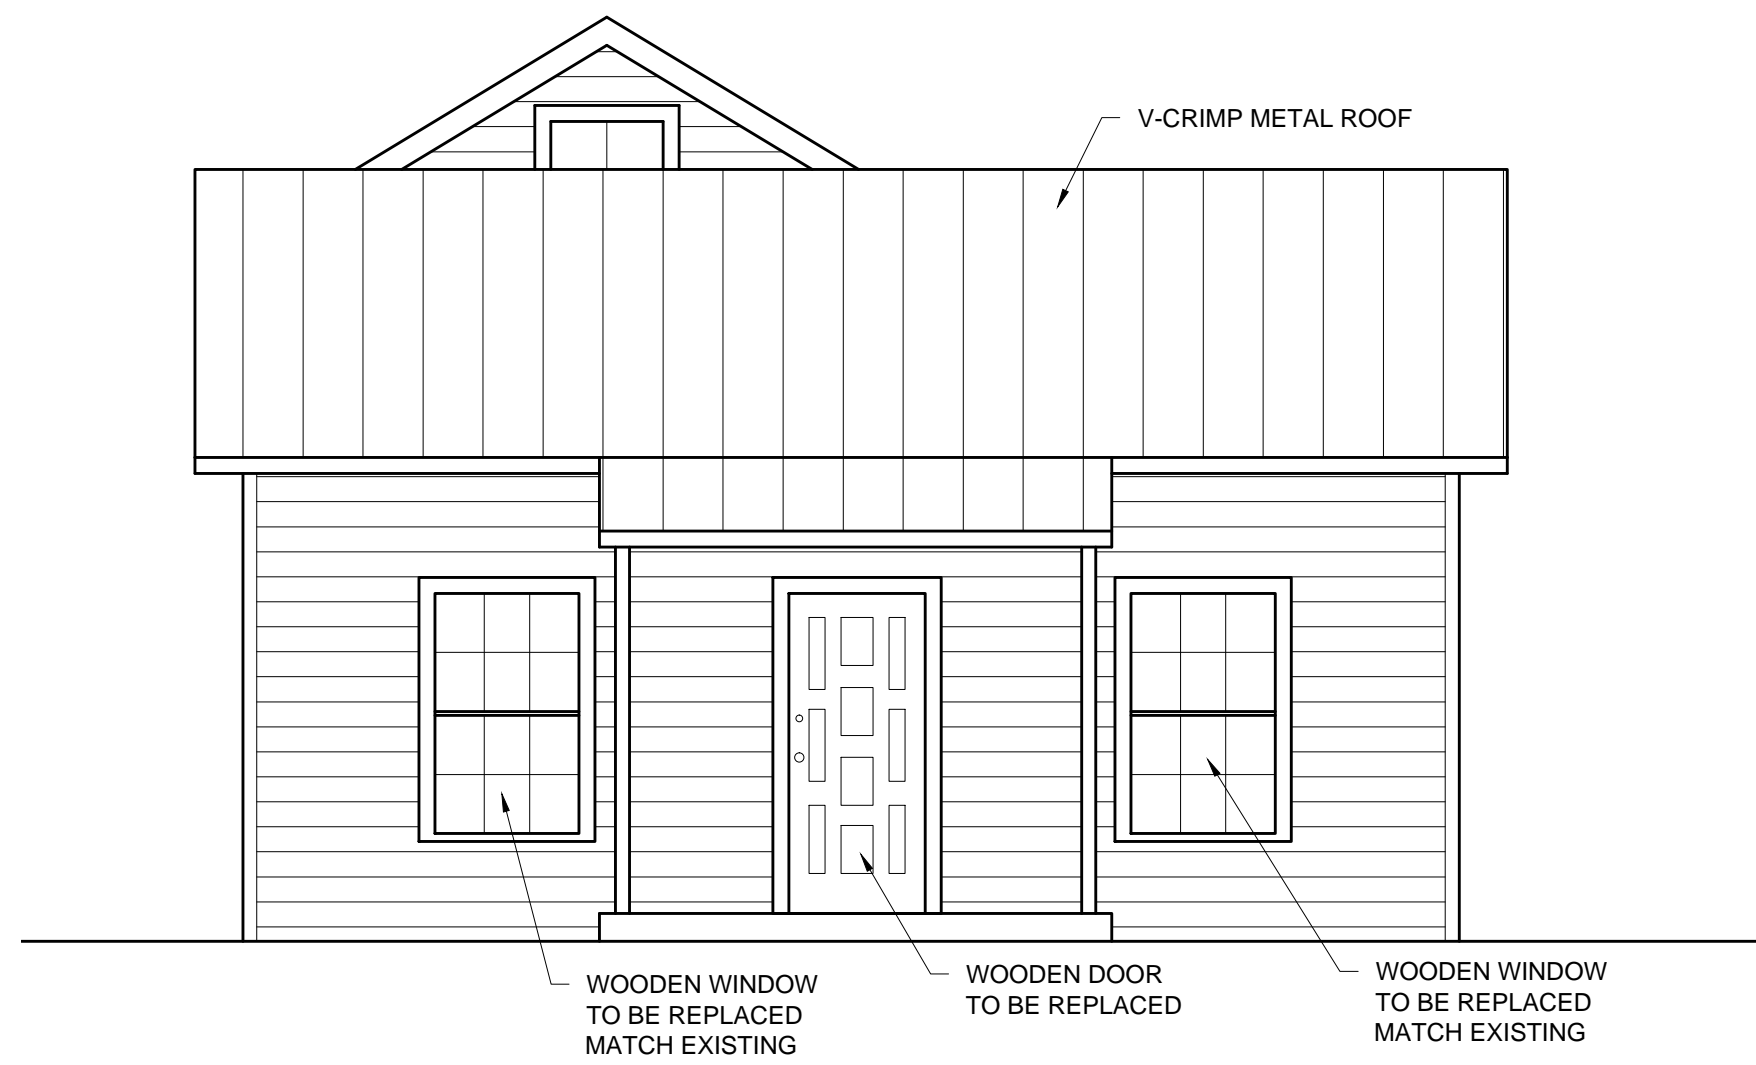 V-CRIMP METAL ROOF
WOODEN WINDOW
TO BE REPLACED
MATCH EXISTING
WOODEN DOOR
TO BE REPLACED
WOODEN WINDOW
TO BE REPLACED
MATCH EXISTING